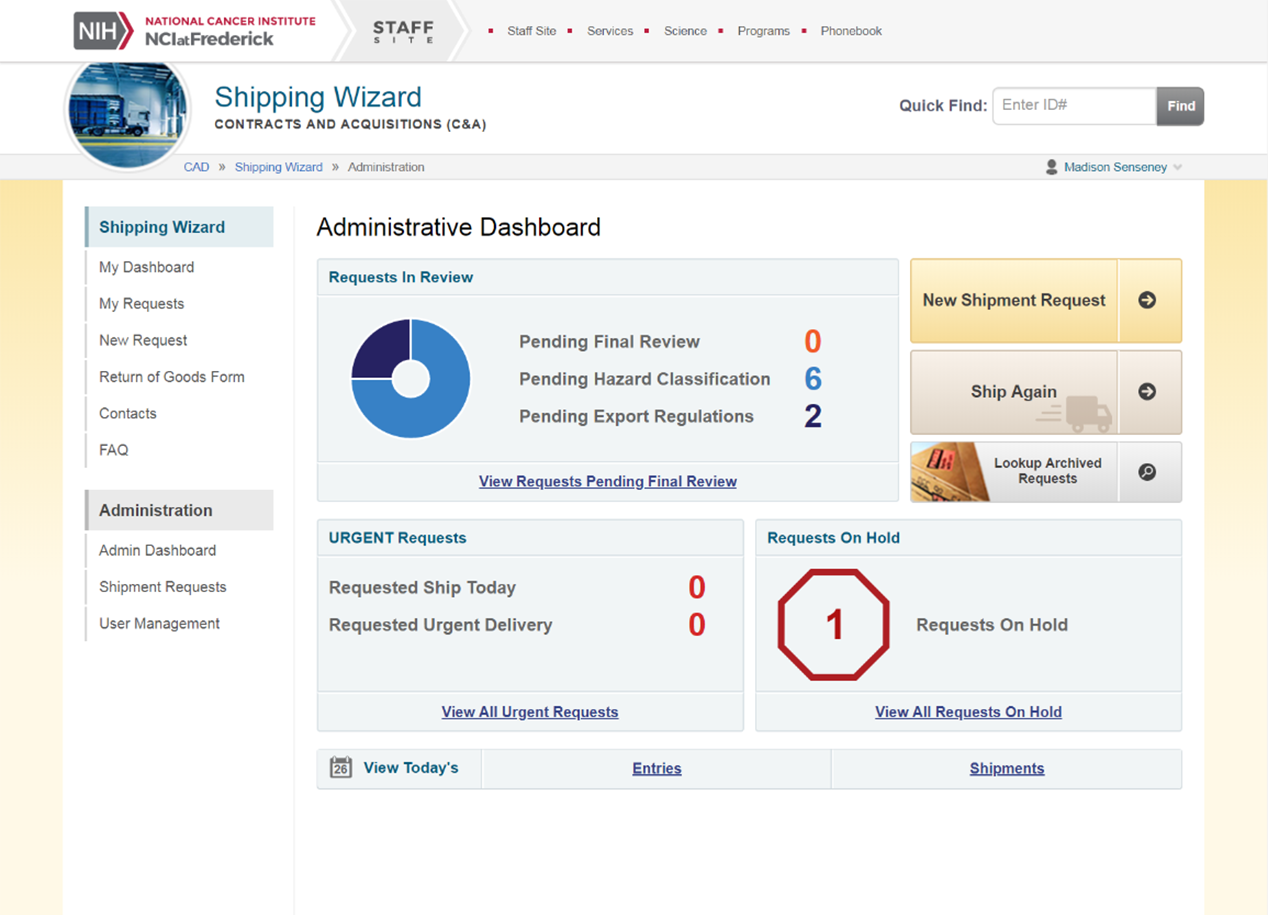 NIH
NATIONAL CANCER INSTITUTE
NCIatFrederick
STAFF
SITE
Staff Site
Services
Science
Programs
Phonebook
Shipping Wizard
CONTRACTS AND ACQUISITIONS (C&A)
Quick Find:
Enter ID#
Find
CAD » Shipping Wizard » Administration
Madison Senseney
Shipping Wizard
My Dashboard
My Requests
New Request
Return of Goods Form
Contacts
FAQ
Administration
Admin Dashboard
Shipment Requests
User Management
Administrative Dashboard
Requests In Review
Pending Final Review 0
Pending Hazard Classification 6
Pending Export Regulations 2
View Requests Pending Final Review
New Shipment Request
Ship Again
Lookup Archived
Requests
URGENT Requests
Requested Ship Today 0
Requested Urgent Delivery 0
View All Urgent Requests
Requests On Hold
1
Requests On Hold
View All Requests On Hold
26
View Today's
Entries
Shipments